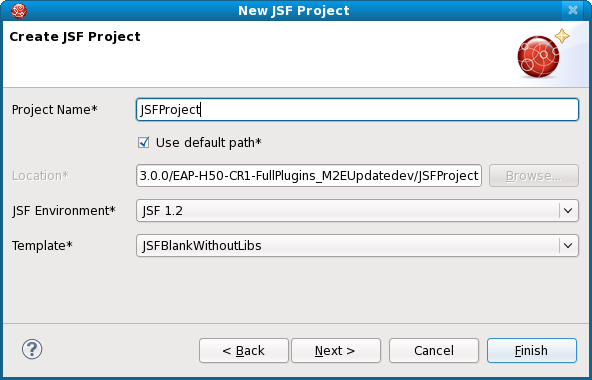 New JSF Project
Create JSF Project
Project Name* JSFProject
Use default path*
Location* 3.0.0/EAP-H50-CR1-FullPlugins_M2EUpdatedev/JSFProject Browse...
JSF Environment* JSF 1.2
Template* JSFBlankWithoutLibs
? < Back Next > Cancel Finish